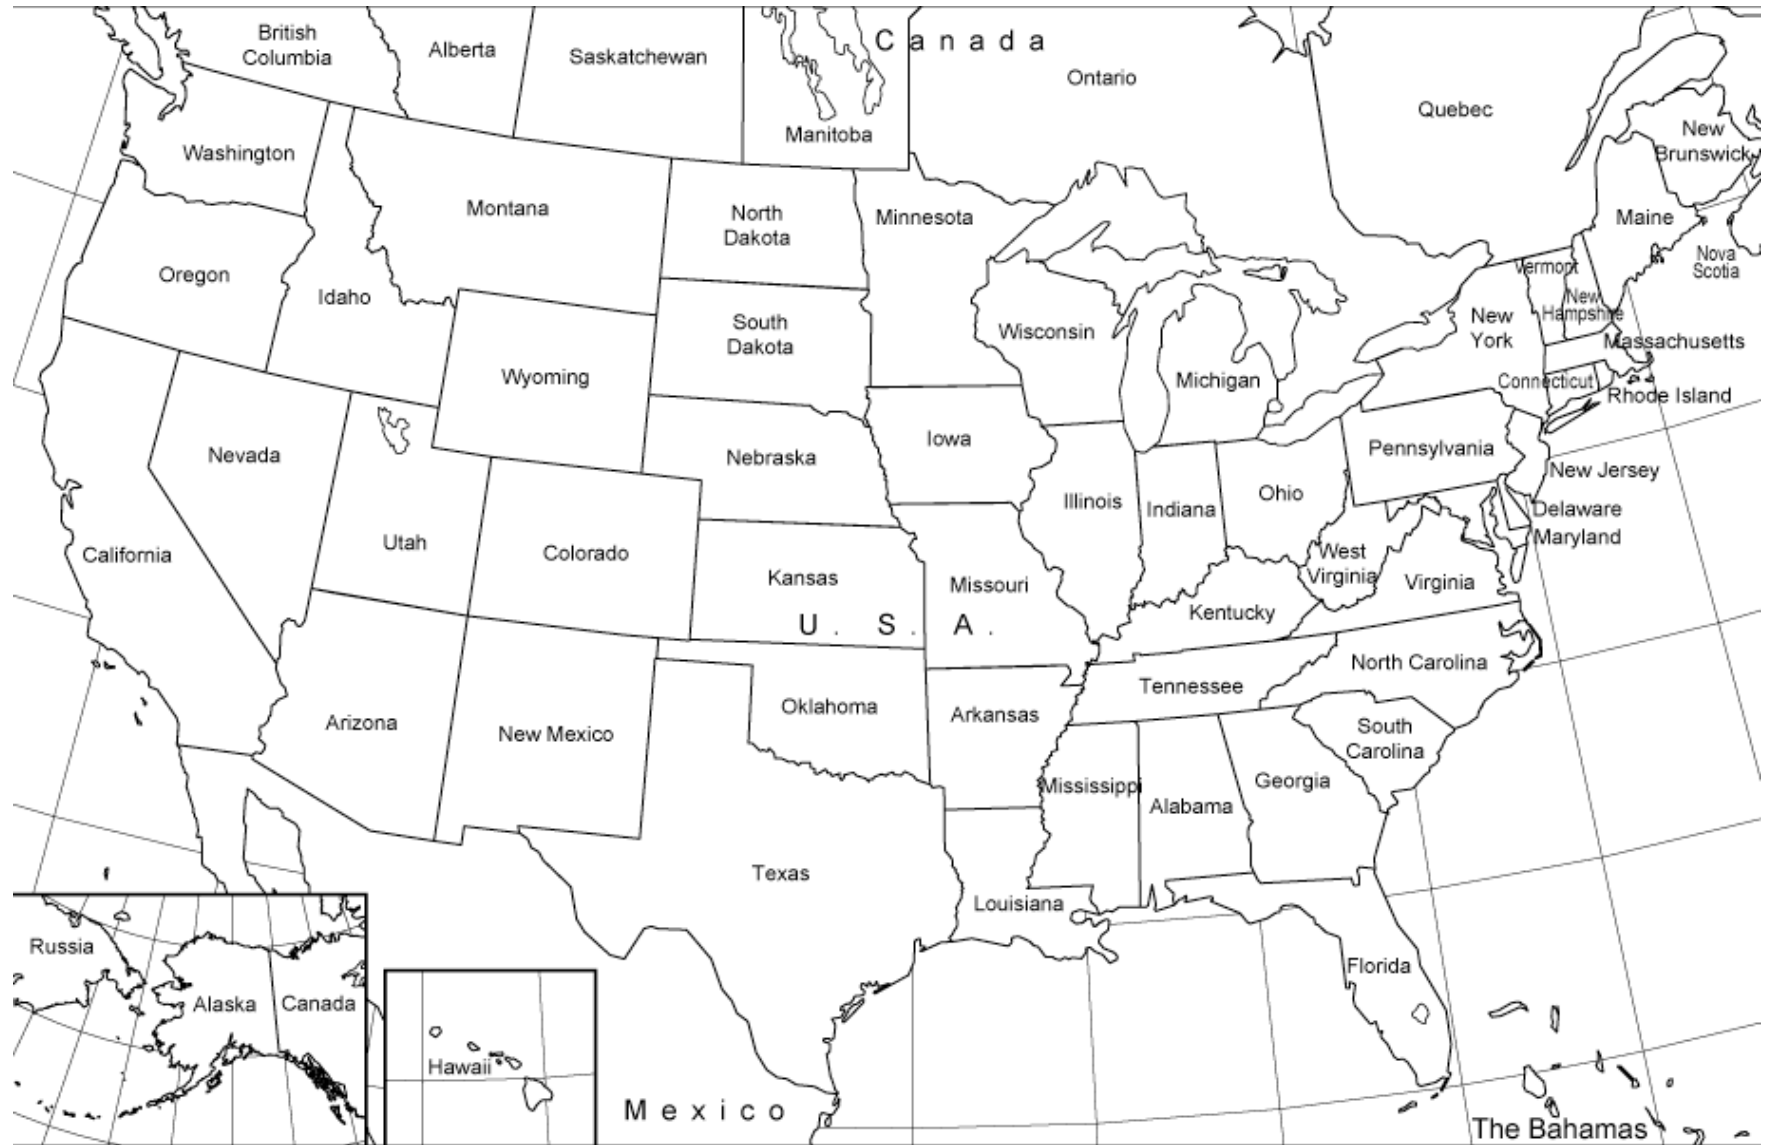 British
Columbia
Alberta
Saskatchewan
Manitoba
Canada
Ontario
Quebec
New
Brunswick
Washington
Montana
North
Dakota
Minnesota
Maine
Nova
Scotia
Oregon
Idaho
Vermont
New
Hampshire
New
York
Wisconsin
South
Dakota
Massachusetts
Wyoming
Michigan
Connecticut
Rhode Island
Nevada
Nebraska
Iowa
Pennsylvania
New Jersey
Illinois
Indiana
Ohio
Delaware
Maryland
California
Utah
Colorado
Kansas
Missouri
West
Virginia
Virginia
Kentucky
U. S. A.
North Carolina
Tennessee
Arizona
New Mexico
Oklahoma
Arkansas
South
Carolina
Mississippi
Alabama
Georgia
Texas
Louisiana
Florida
Russia
Alaska
Canada
Hawaii
Mexico
The Bahamas